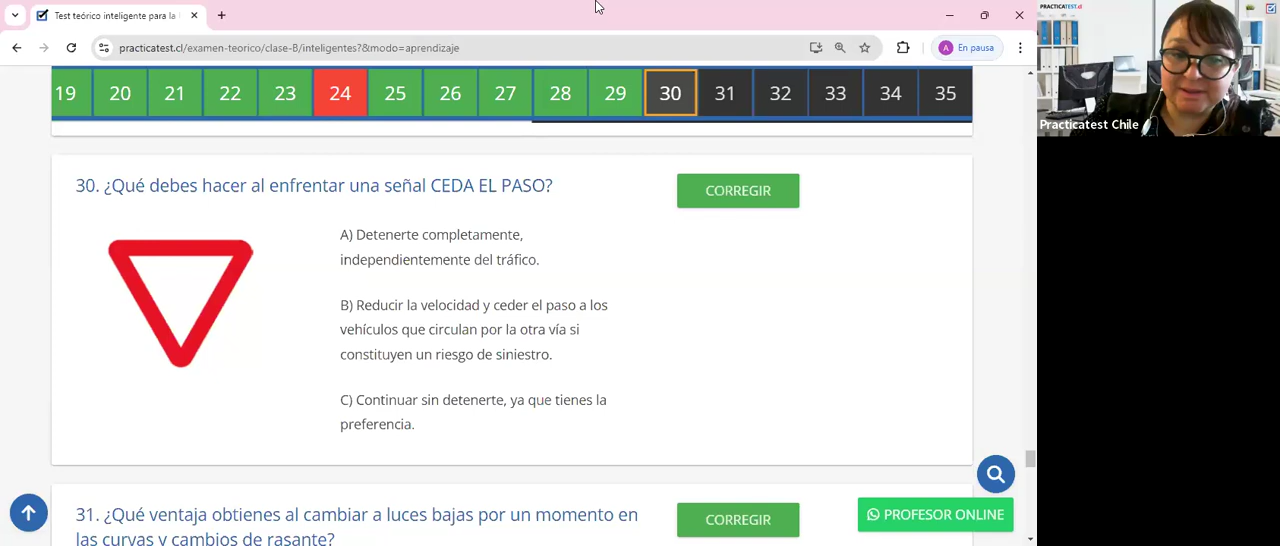 Test teórico inteligente para la
practicatest.cl/examen-teorico/clase-B/inteligentes?&modo=aprendizaje
A
En pausa
PRACTICATEST.cl
Practicatest Chile
19 20 21 22 23 24 25 26 27 28 29 30 31 32 33 34 35
30. ¿Qué debes hacer al enfrentar una señal CEDA EL PASO?
CORREGIR
A) Detenerte completamente,
independientemente del tráfico.
B) Reducir la velocidad y ceder el paso a los
vehículos que circulan por la otra vía si
constituyen un riesgo de siniestro.
C) Continuar sin detenerte, ya que tienes la
preferencia.
31. ¿Qué ventaja obtienes al cambiar a luces bajas por un momento en
las curvas y cambios de rasante?
CORREGIR
PROFESOR ONLINE